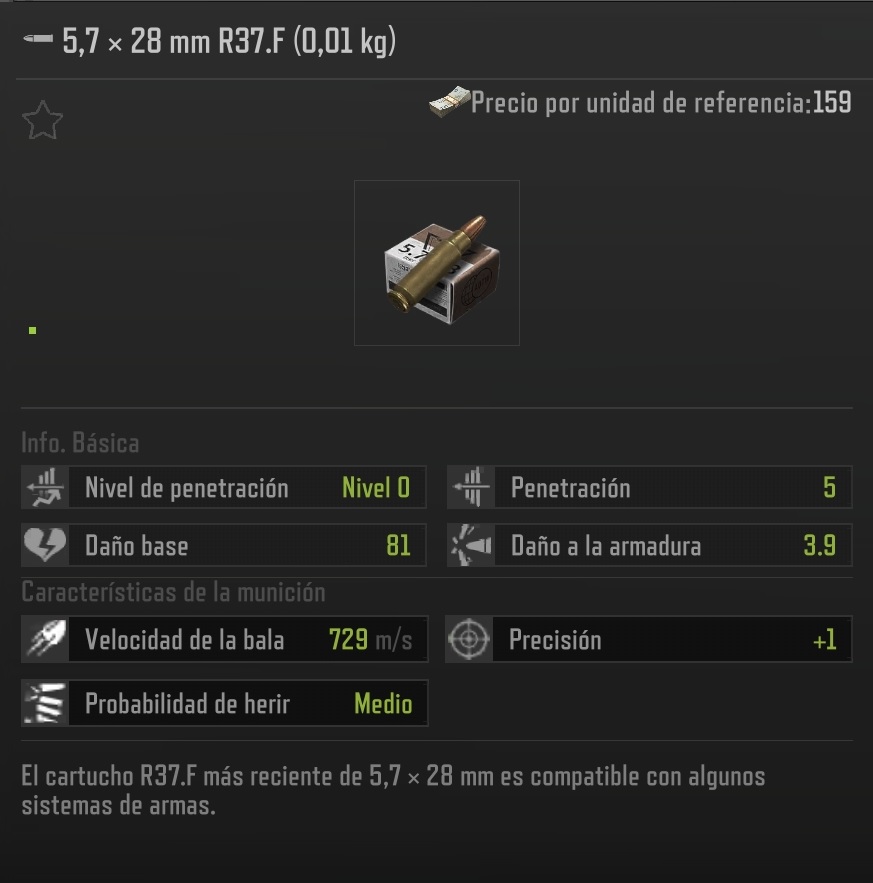 5,7 × 28 mm R37.F (0,01 kg)
Precio por unidad de referencia:159
5.7
Info. Básica
Nivel de penetración Nivel 0
Penetración 5
Daño base 81
Daño a la armadura 3.9
Características de la munición
Velocidad de la bala 729 m/s
Precisión +1
Probabilidad de herir Medio
El cartucho R37.F más reciente de 5,7 × 28 mm es compatible con algunos
sistemas de armas.